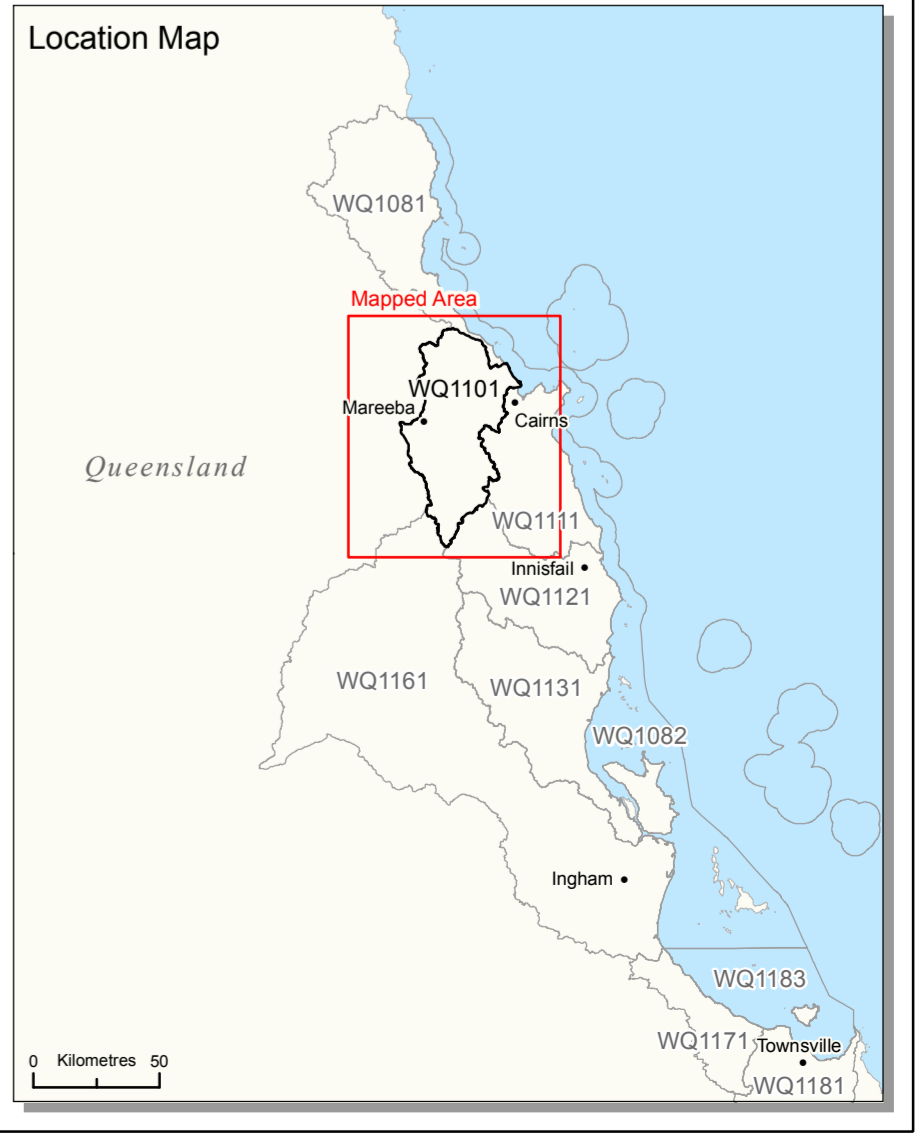 Location Map
WQ1081
Mapped Area
WQ1101
Mareeba
Cairns
Queensland
WQ1111
Innisfail
WQ1121
WQ1161
WQ1131
WQ1082
Ingham
WQ1183
WQ1171
Townsville
0 Kilometres 50
WQ1181